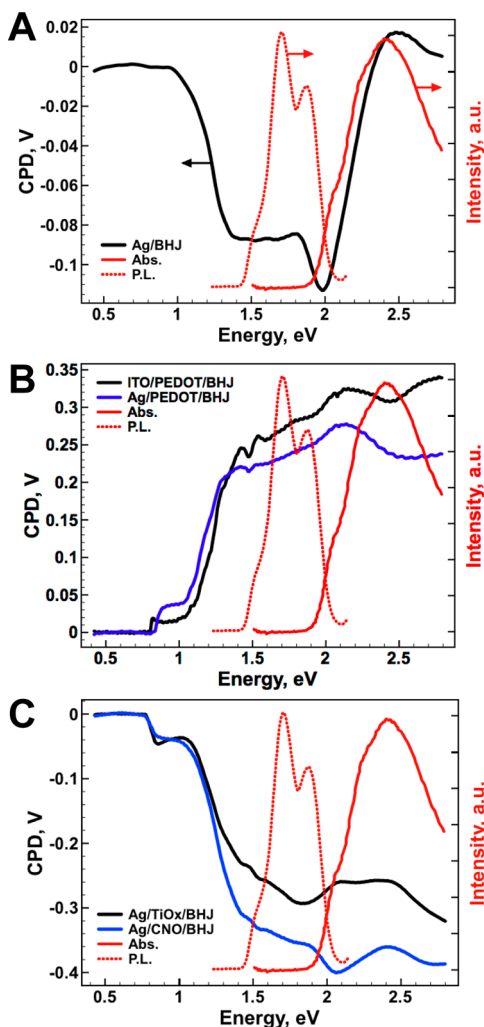 A
0.02
0
-0.02
-0.04
-0.06
-0.08
-0.1
CPD, V
Intensity, a.u.
Ag/BHJ
Abs.
P.L.
0.5 1 1.5 2 2.5
Energy, eV
B
0.35
0.3
0.25
0.2
0.15
0.1
0.05
0
CPD, V
Intensity, a.u.
ITO/PEDOT/BHJ
Ag/PEDOT/BHJ
Abs.
P.L.
0.5 1 1.5 2 2.5
Energy, eV
C
0
-0.1
-0.2
-0.3
-0.4
CPD, V
Intensity, a.u.
Ag/TiOx/BHJ
Ag/CNO/BHJ
Abs.
P.L.
0.5 1 1.5 2 2.5
Energy, eV